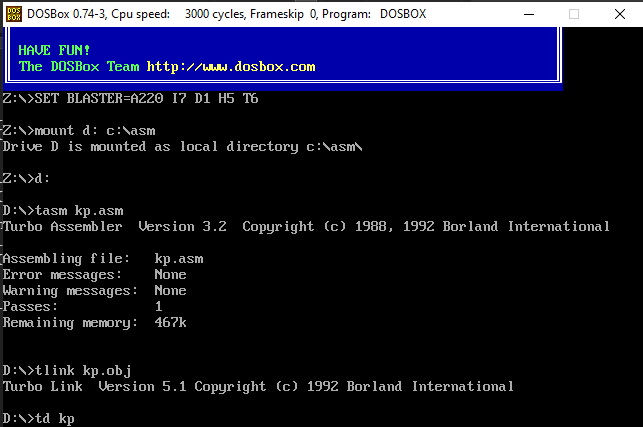 DOSBox 0.74-3, Cpu speed:    3000 cycles, Frameskip  0, Program:   DOSBOX
HAVE FUN!
The DOSBox Team http://www.dosbox.com
Z:\>SET BLASTER=A220 I7 D1 H5 T6
Z:\>mount d: c:\asm
Drive D is mounted as local directory c:\asm\
Z:\>d:
D:\>tasm kp.asm
Turbo Assembler  Version 3.2  Copyright (c) 1988, 1992 Borland International
Assembling file:   kp.asm
Error messages:    None
Warning messages:  None
Passes:            1
Remaining memory:  467k
D:\>tlink kp.obj
Turbo Link  Version 5.1 Copyright (c) 1992 Borland International
D:\>td kp